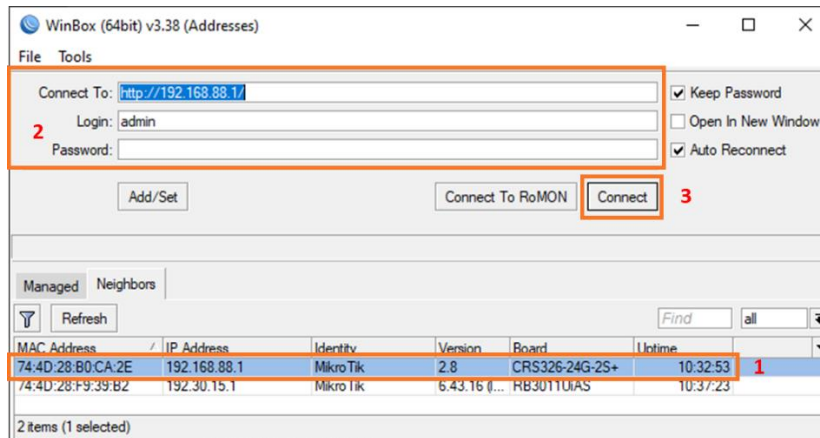 WinBox (64bit) v3.38 (Addresses)
File Tools
Connect To: http://192.168.88.1/
Keep Password
2 Login: admin
Open In New Window
Password:
Auto Reconnect
Add/Set Connect To RoMON Connect 3
Managed Neighbors
Refresh Find all
MAC Address / IP Address Identity Version Board Uptime
74:4D:28:B0:CA:2E 192.168.88.1 MikroTik 2.8 CRS326-24G-2S+ 10:32:53 1
74:4D:28:F9:39:B2 192.30.15.1 MikroTik 6.43.16 (l... RB3011UiAS 10:37:23
2 items (1 selected)